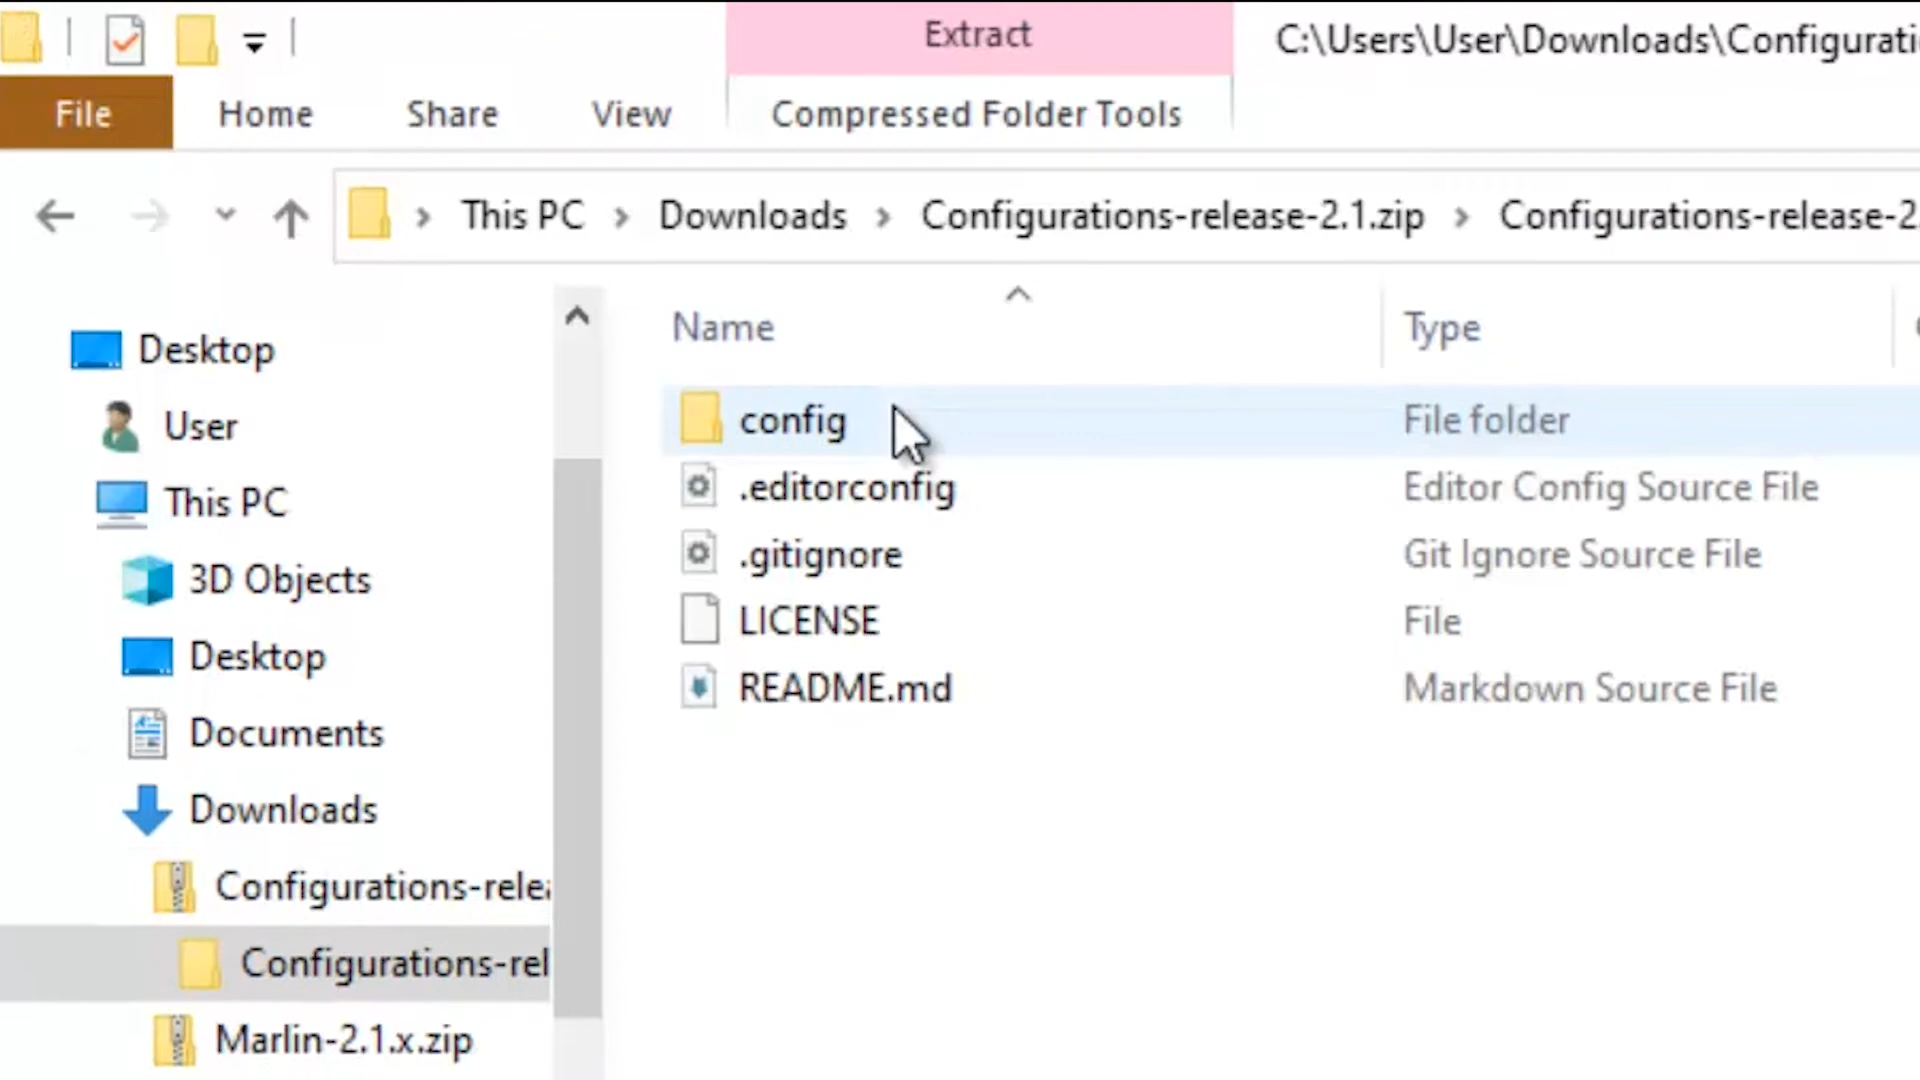 Extract
C:\Users\User\Downloads\Configurati
File Home Share View Compressed Folder Tools
This PC > Downloads > Configurations-release-2.1.zip > Configurations-release-2.
Name Type
Desktop
User
This PC
3D Objects
Desktop
Documents
Downloads
Configurations-relea
Configurations-rel
Marlin-2.1.x.zip
config File folder
.editorconfig Editor Config Source File
.gitignore Git Ignore Source File
LICENSE File
README.md Markdown Source File